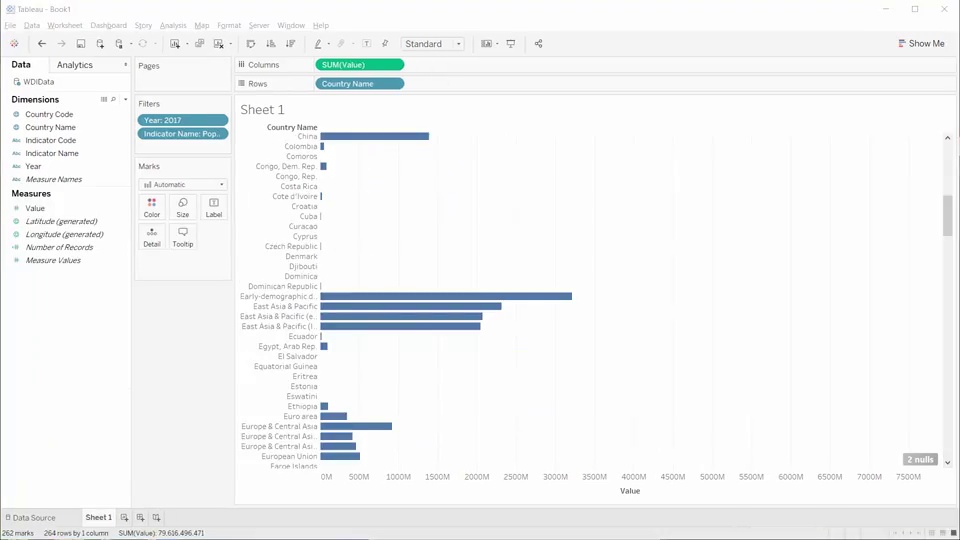 Tableau - Book1
File Data Worksheet Dashboard Story Analysis Map Format Server Window Help
Standard
Show Me
Data Analytics
WDIData
Dimensions
Country Code
Country Name
Abc Indicator Code
Abc Indicator Name
Abc Year
Abc Measure Names
Measures
Value
Latitude (generated)
Longitude (generated)
Number of Records
Measure Values
Pages
Filters
Year: 2017
Indicator Name: Pop..
Marks
Automatic
Color Size Label
Detail Tooltip
Columns SUM(Value)
Rows Country Name
Sheet 1
Country Name
China
Colombia
Comoros
Congo, Dem. Rep.
Congo, Rep.
Costa Rica
Cote d'Ivoire
Croatia
Cuba
Curacao
Cyprus
Czech Republic
Denmark
Djibouti
Dominica
Dominican Republic
Early-demographic d..
East Asia & Pacific
East Asia & Pacific (e..
East Asia & Pacific (I..
Ecuador
Egypt, Arab Rep.
El Salvador
Equatorial Guinea
Eritrea
Estonia
Eswatini
Ethiopia
Euro area
Europe & Central Asia
Europe & Central Asi..
Europe & Central Asi..
European Union
Faroe Islands
2 nulls
0M 500M 1000M 1500M 2000M 2500M 3000M 3500M 4000M 4500M 5000M 5500M 6000M 6500M 7000M 7500M
Value
Data Source Sheet 1
262 marks 264 rows by 1 column SUM(Value): 79,616,496,471